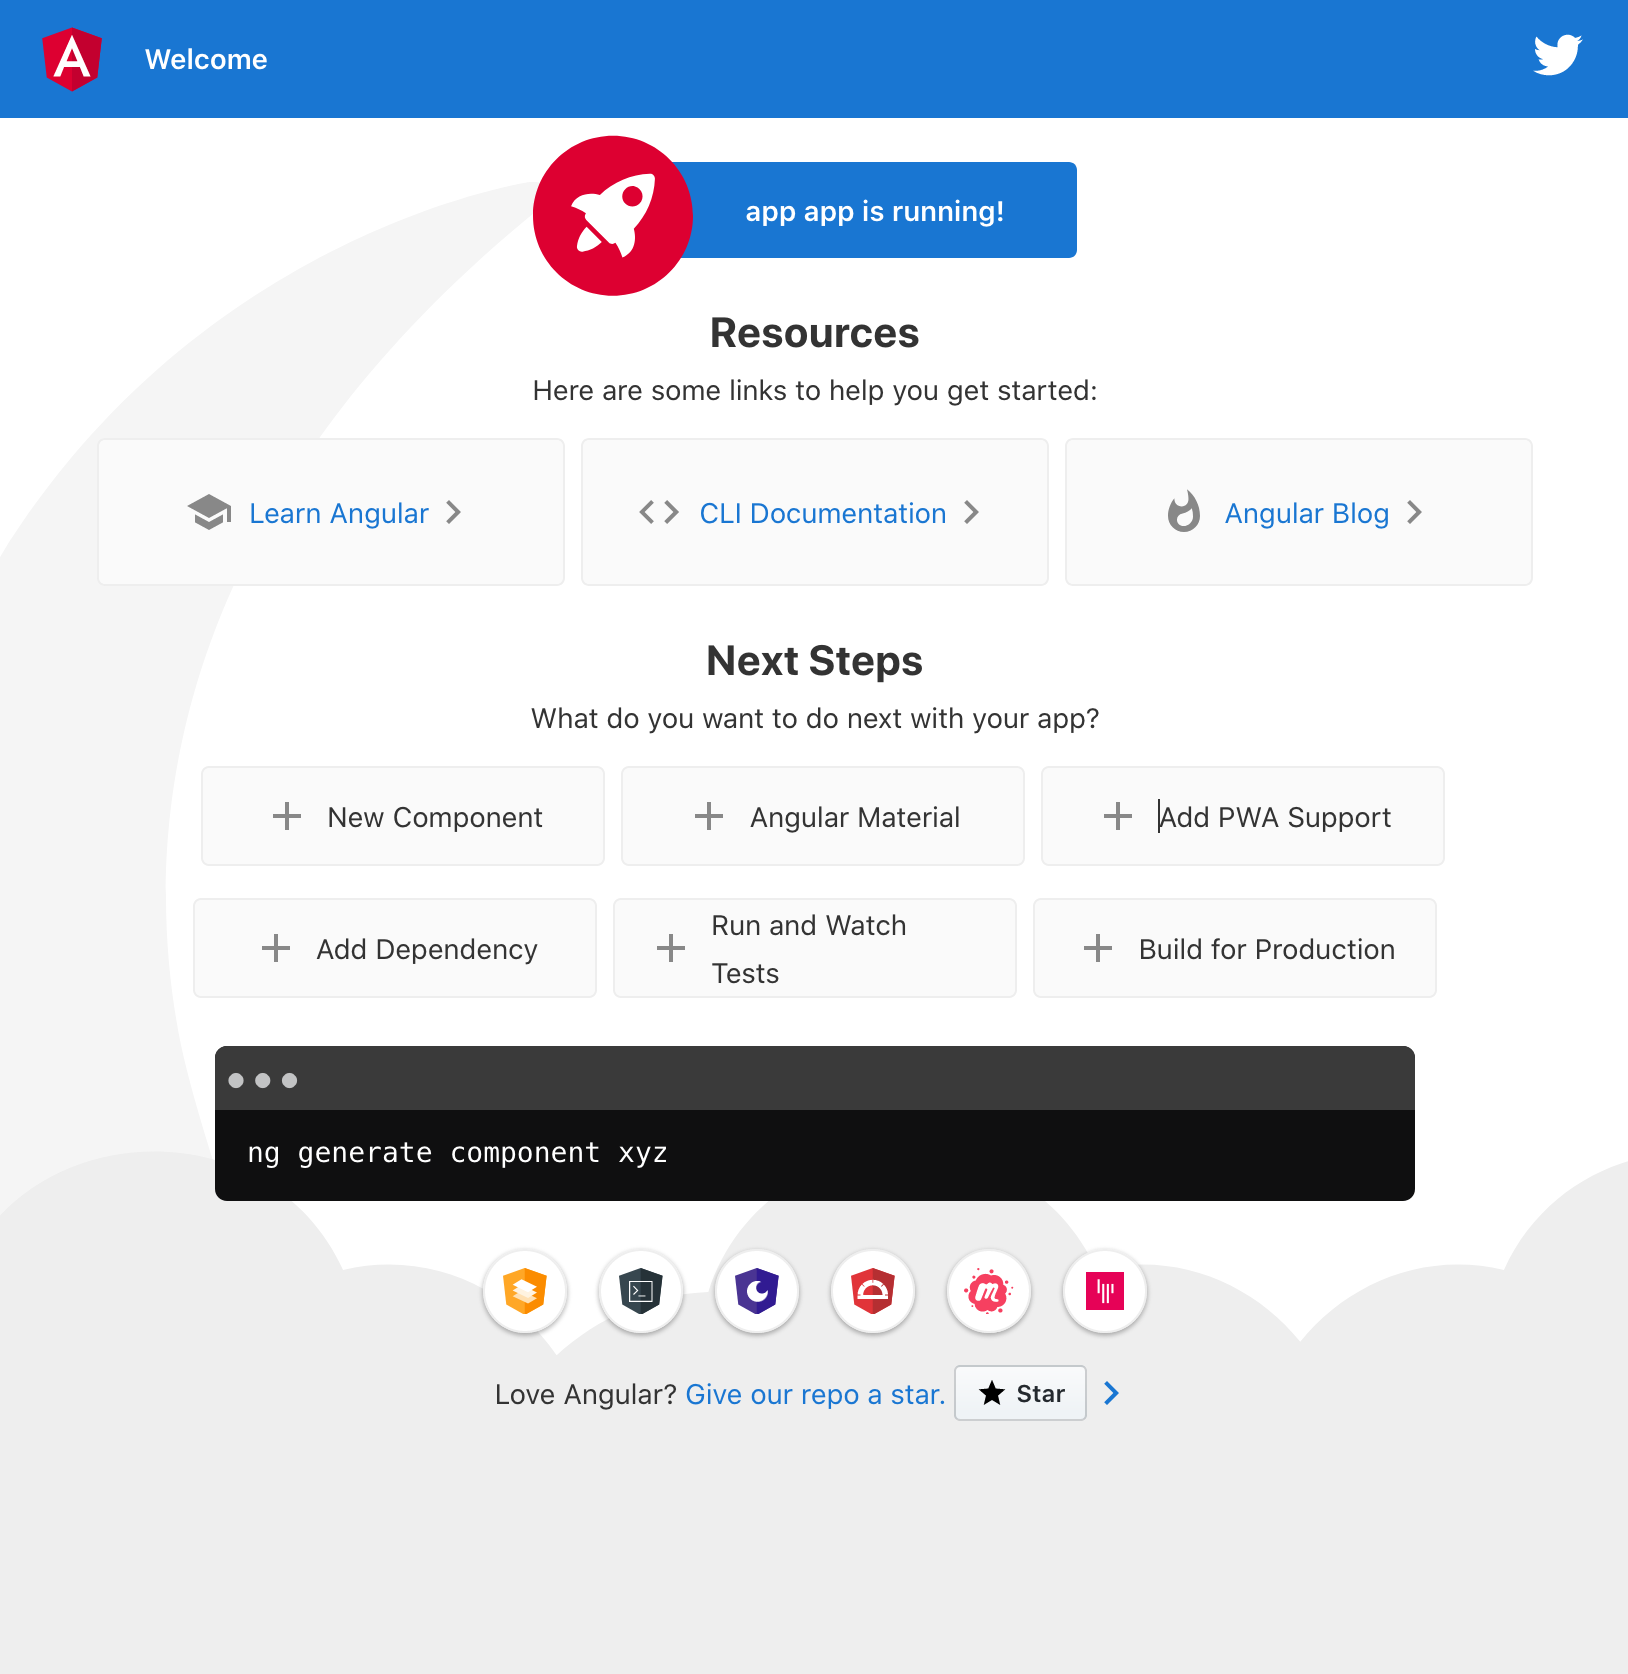 Welcome
app app is running!
Resources
Here are some links to help you get started:
Learn Angular
CLI Documentation
Angular Blog
Next Steps
What do you want to do next with your app?
New Component
Angular Material
Add PWA Support
Add Dependency
Run and Watch
Tests
Build for Production
ng generate component xyz
Love Angular? Give our repo a star. Star